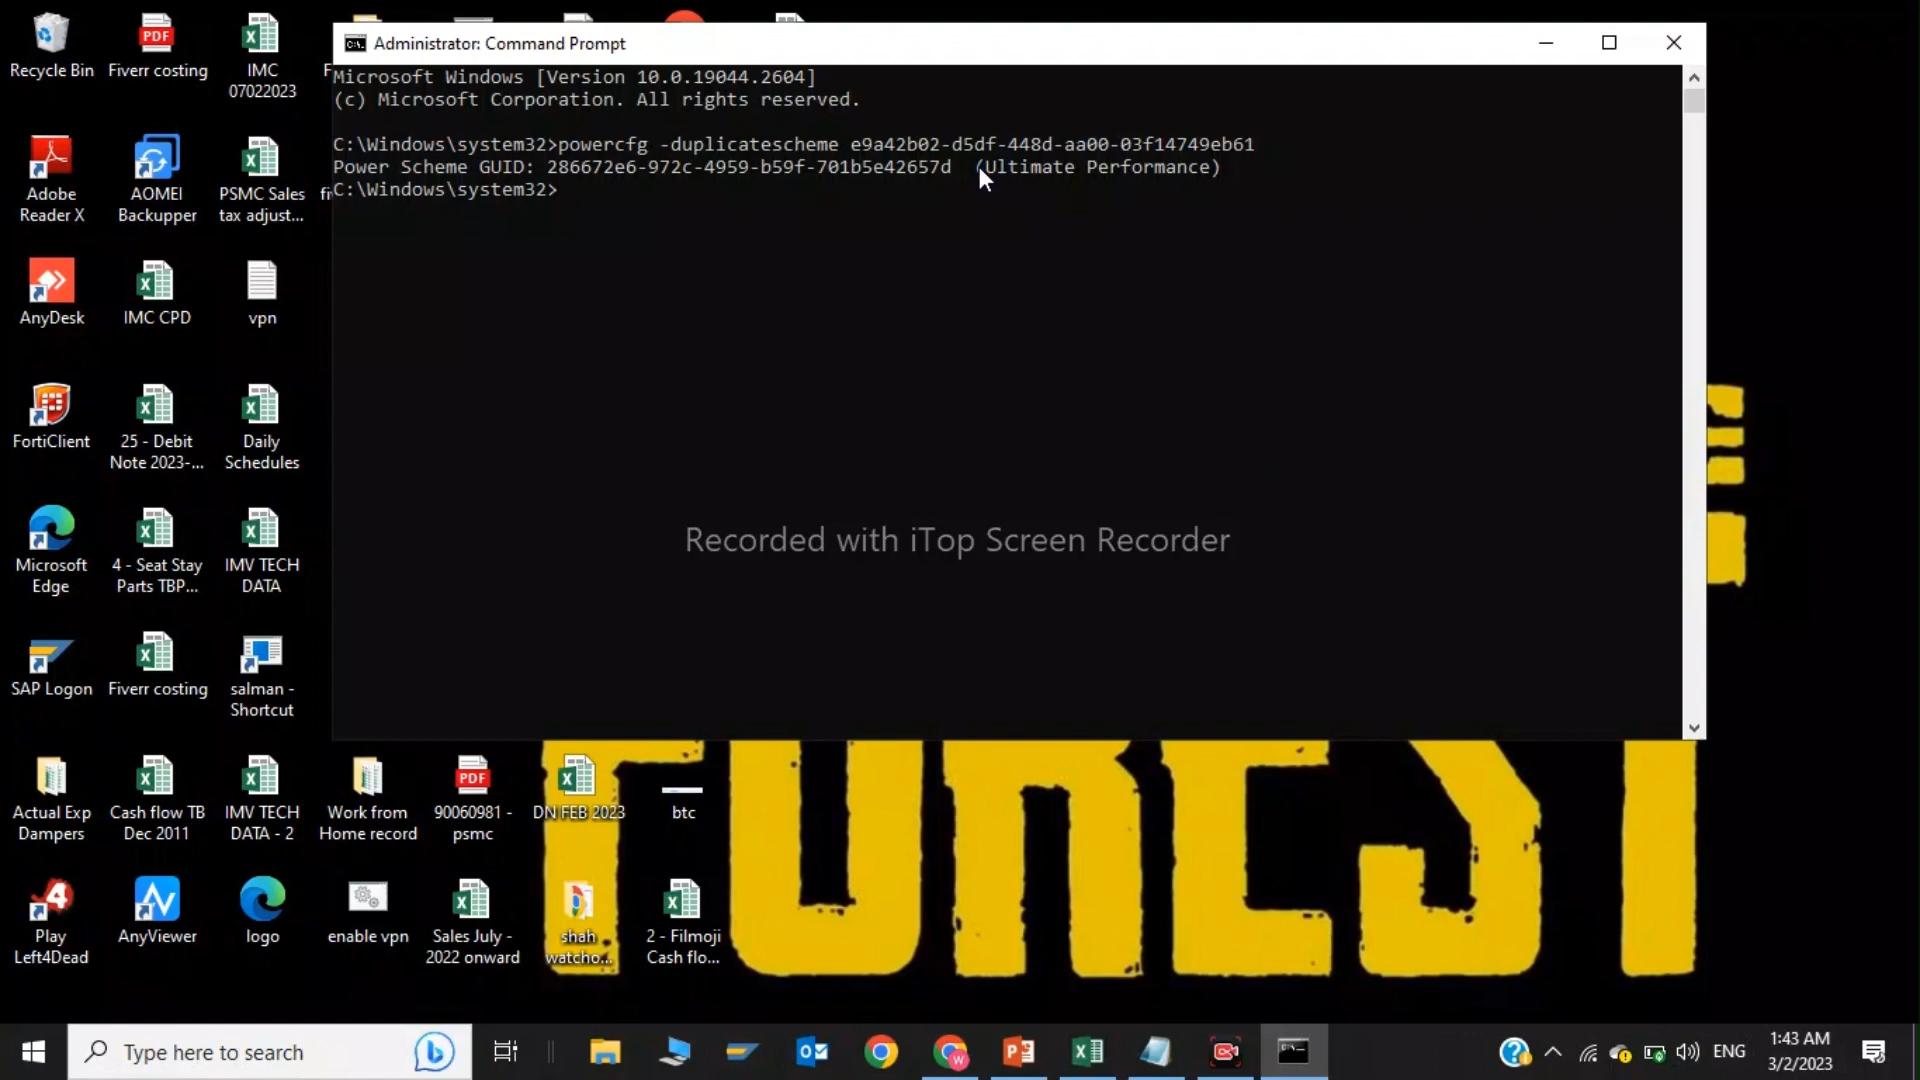 Administrator: Command Prompt
Microsoft Windows [Version 10.0.19044.2604]
(c) Microsoft Corporation. All rights reserved.
C:\Windows\system32>powercfg -duplicatescheme e9a42b02-d5df-448d-aa00-03f14749eb61
Power Scheme GUID: 286672e6-972c-4959-b59f-701b5e42657d  (Ultimate Performance)
C:\Windows\system32>
Recorded with iTop Screen Recorder
Recycle Bin
Fiverr costing
IMC
07022023
Adobe
Reader X
AOMEI
Backupper
PSMC Sales
tax adjust...
AnyDesk
IMC CPD
vpn
FortiClient
25 - Debit
Note 2023-...
Daily
Schedules
Microsoft
Edge
4 - Seat Stay
Parts TBP...
IMV TECH
DATA
SAP Logon
Fiverr costing
salman -
Shortcut
Actual Exp
Dampers
Cash flow TB
Dec 2011
IMV TECH
DATA - 2
Work from
Home record
90060981 -
psmc
DN FEB 2023
btc
Play
Left4Dead
AnyViewer
logo
enable vpn
Sales July -
2022 onward
shah
watcho...
2 - Filmoji
Cash flo...
FOREST
Type here to search
ENG
1:43 AM
3/2/2023